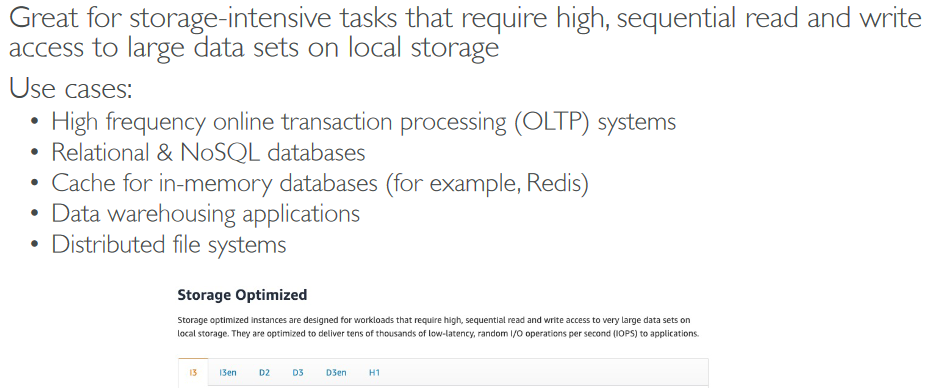 Great for storage-intensive tasks that require high, sequential read and write
access to large data sets on local storage
Use cases:
• High frequency online transaction processing (OLTP) systems
• Relational & NoSQL databases
• Cache for in-memory databases (for example, Redis)
• Data warehousing applications
• Distributed file systems
Storage Optimized
Storage optimized instances are designed for workloads that require high, sequential read and write access to very large data sets on
local storage. They are optimized to deliver tens of thousands of low-latency, random I/O operations per second (IOPS) to applications.
I3 I3en D2 D3 D3en H1